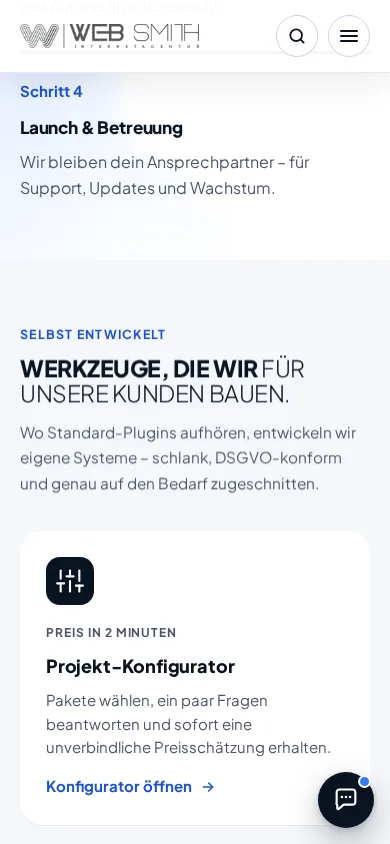 WEB SMITH
INTERNETAGENTUR
Schritt 4
Launch & Betreuung
Wir bleiben dein Ansprechpartner – für
Support, Updates und Wachstum.
SELBST ENTWICKELT
WERKZEUGE, DIE WIR FÜR
UNSERE KUNDEN BAUEN.
Wo Standard-Plugins aufhören, entwickeln wir
eigene Systeme – schlank, DSGVO-konform
und genau auf den Bedarf zugeschnitten.
PREIS IN 2 MINUTEN
Projekt-Konfigurator
Pakete wählen, ein paar Fragen
beantworten und sofort eine
unverbindliche Preisschätzung erhalten.
Konfigurator öffnen →